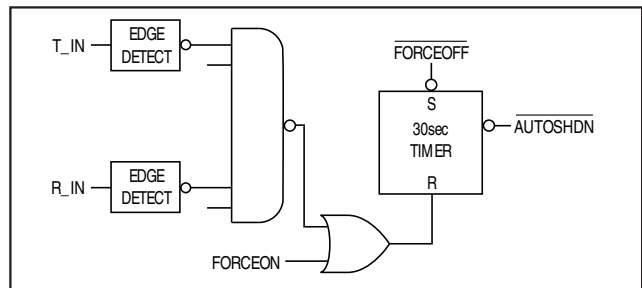 T_IN
EDGE
DETECT
R_IN
EDGE
DETECT
FORCEON
FORCEOFF
S
30sec
TIMER
R
AUTOSHDN